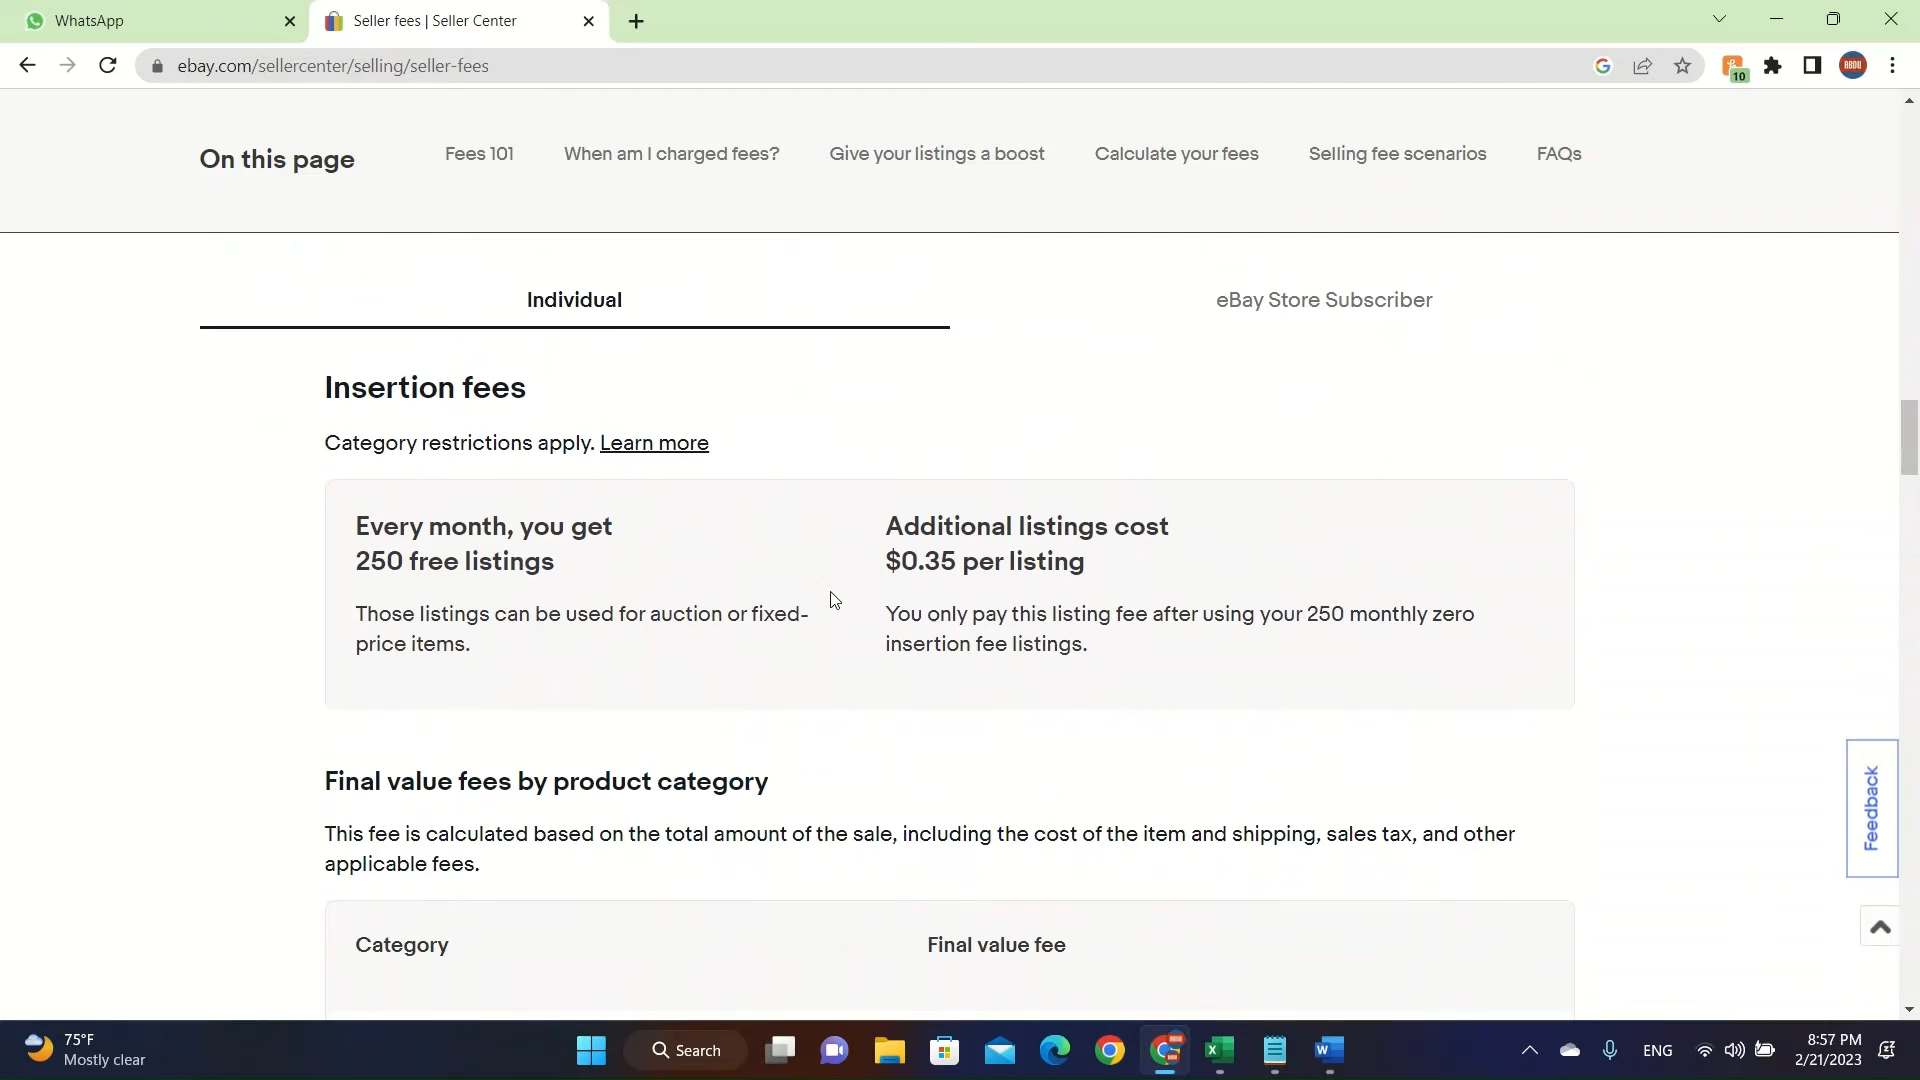 WhatsApp
Seller fees | Seller Center
ebay.com/sellercenter/selling/seller-fees
10
ABDU
On this page
Fees 101
When am I charged fees?
Give your listings a boost
Calculate your fees
Selling fee scenarios
FAQs
Individual
eBay Store Subscriber
Insertion fees
Category restrictions apply. Learn more
Every month, you get
250 free listings
Those listings can be used for auction or fixed-
price items.
Additional listings cost
$0.35 per listing
You only pay this listing fee after using your 250 monthly zero
insertion fee listings.
Final value fees by product category
This fee is calculated based on the total amount of the sale, including the cost of the item and shipping, sales tax, and other
applicable fees.
Category
Final value fee
Feedback
75°F
Mostly clear
Search
ENG
8:57 PM
2/21/2023